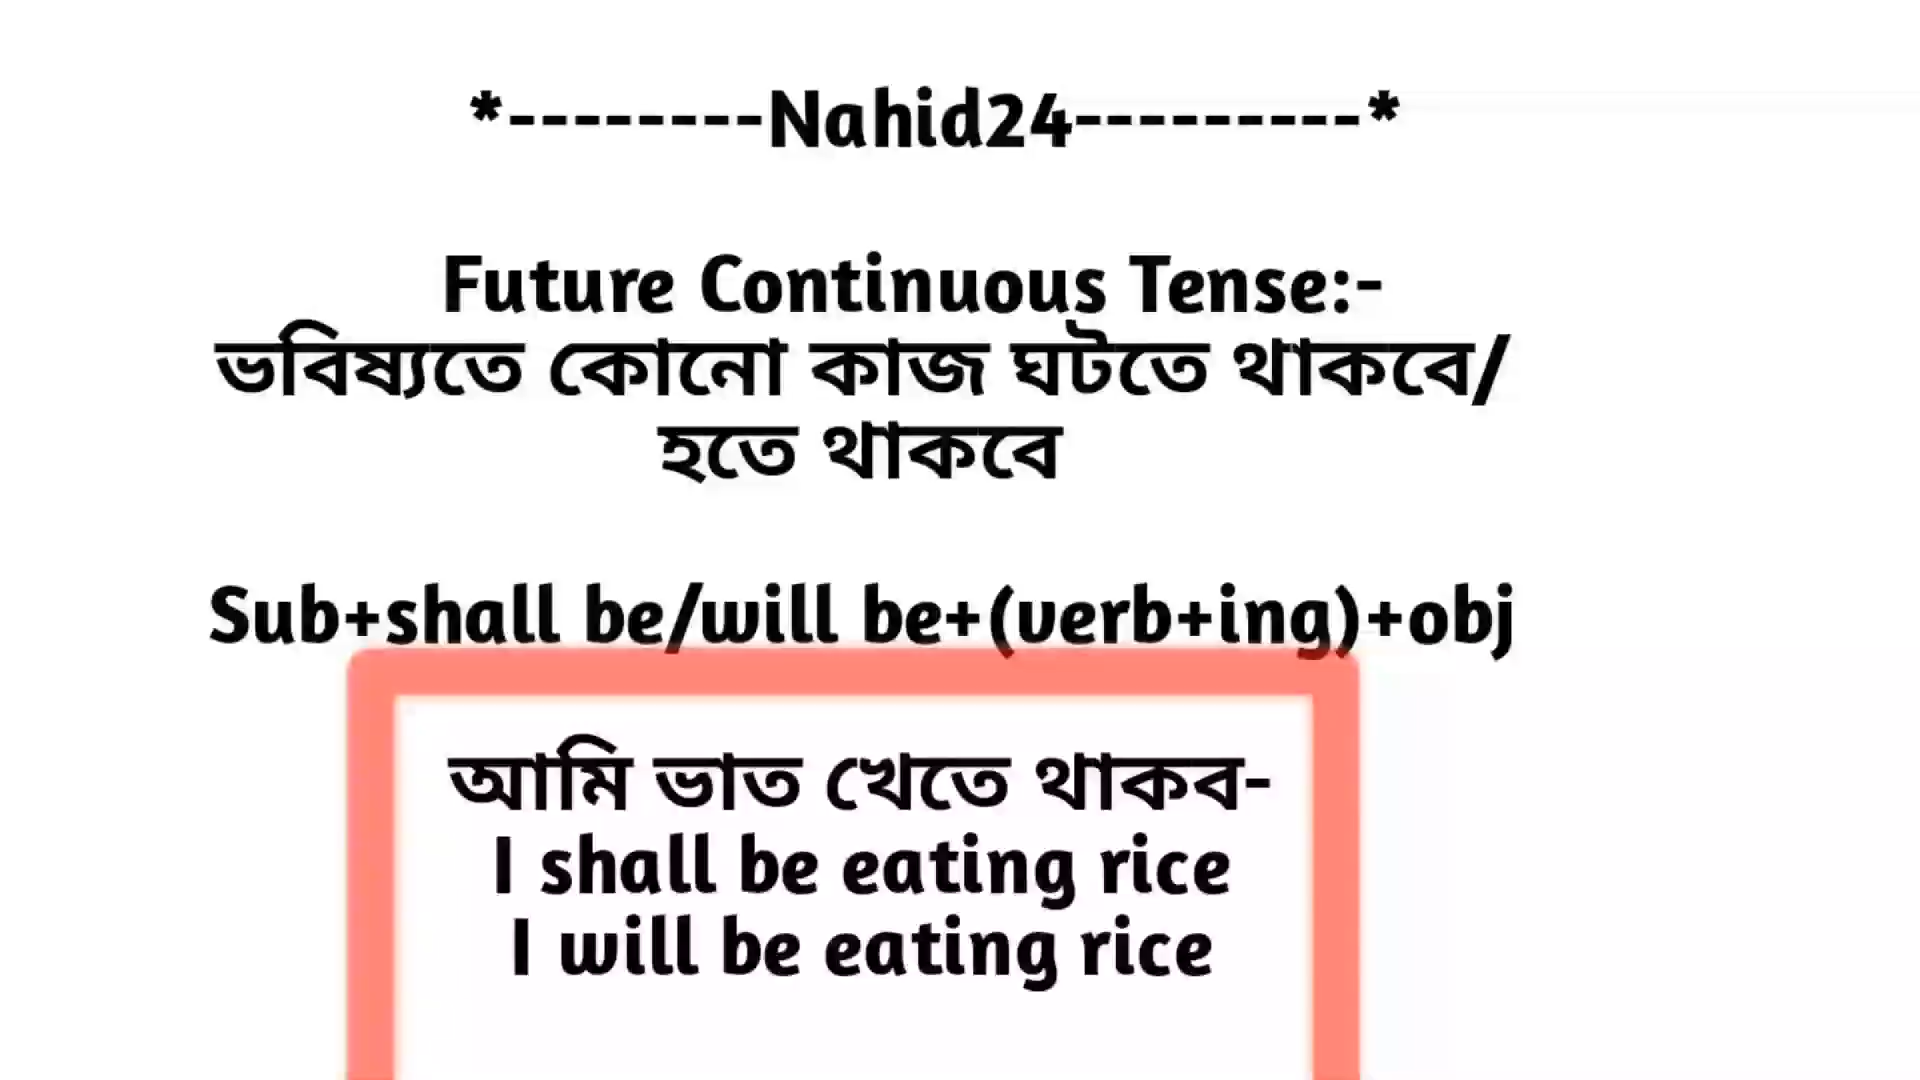 *--------Nahid24---------*
Future Continuous Tense:-
ভবিষ্যতে কোনো কাজ ঘটতে থাকবে/
হতে থাকবে
Sub+shall be/will be+(verb+ing)+obj
আমি ভাত খেতে থাকব-
I shall be eating rice
I will be eating rice